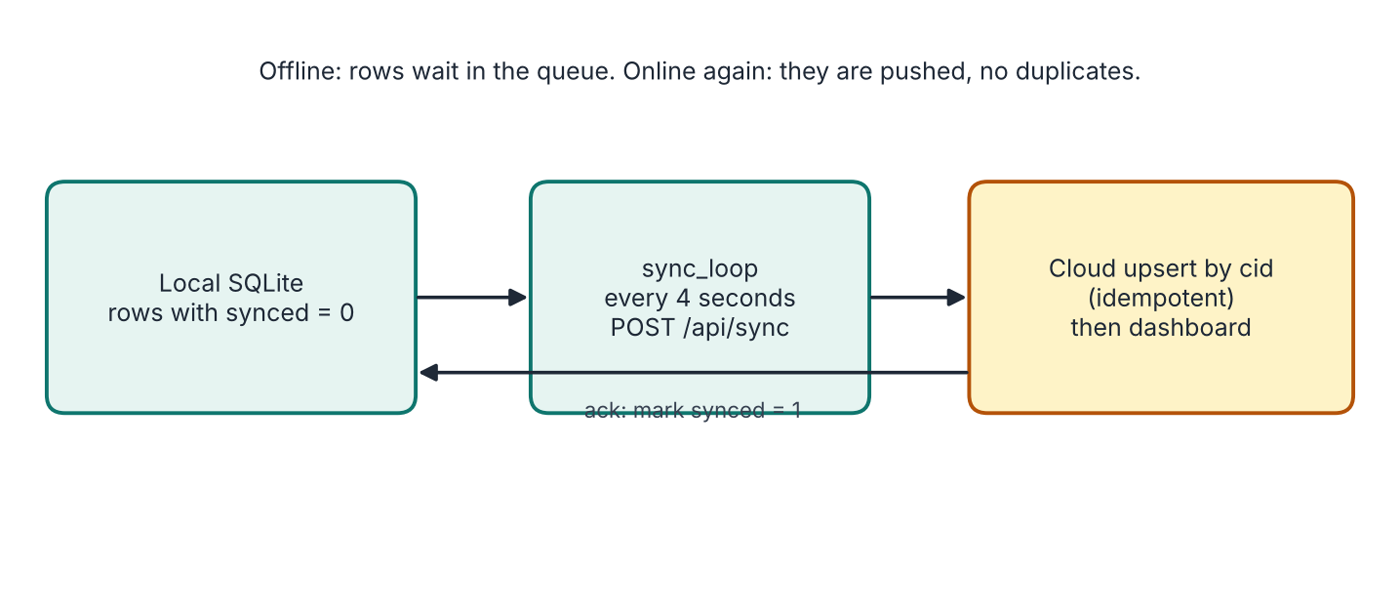 Offline: rows wait in the queue. Online again: they are pushed, no duplicates.
Local SQLite
rows with synced = 0
sync_loop
every 4 seconds
POST /api/sync
Cloud upsert by cid
(idempotent)
then dashboard
ack: mark synced = 1